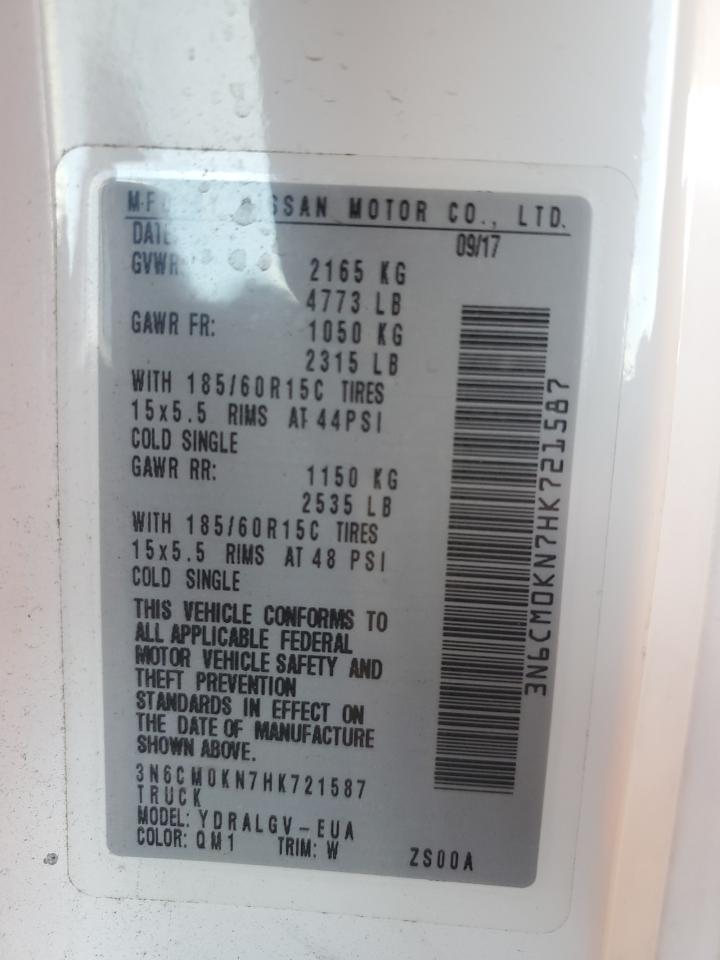 MOTOR CO., LTD.
09/17
GVWR 2165 KG
4773 LB
GAWR FR: 1050 KG
2315 LB
WITH 185/60R15C TIRES
15x5.5 RIMS AT 44PSI
COLD SINGLE
GAWR RR: 1150 KG
2535 LB
WITH 185/60R15C TIRES
15x5.5 RIMS AT 48 PSI
COLD SINGLE
THIS VEHICLE CONFORMS TO
ALL APPLICABLE FEDERAL
MOTOR VEHICLE SAFETY AND
THEFT PREVENTION
STANDARDS IN EFFECT ON
THE DATE OF MANUFACTURE
SHOWN ABOVE.
3N6CM0KN7HK721587
TRUCK
MODEL: YDRALGV-EUA
COLOR: QM1 TRIM: W ZS00A
3N6CM0KN7HK721587